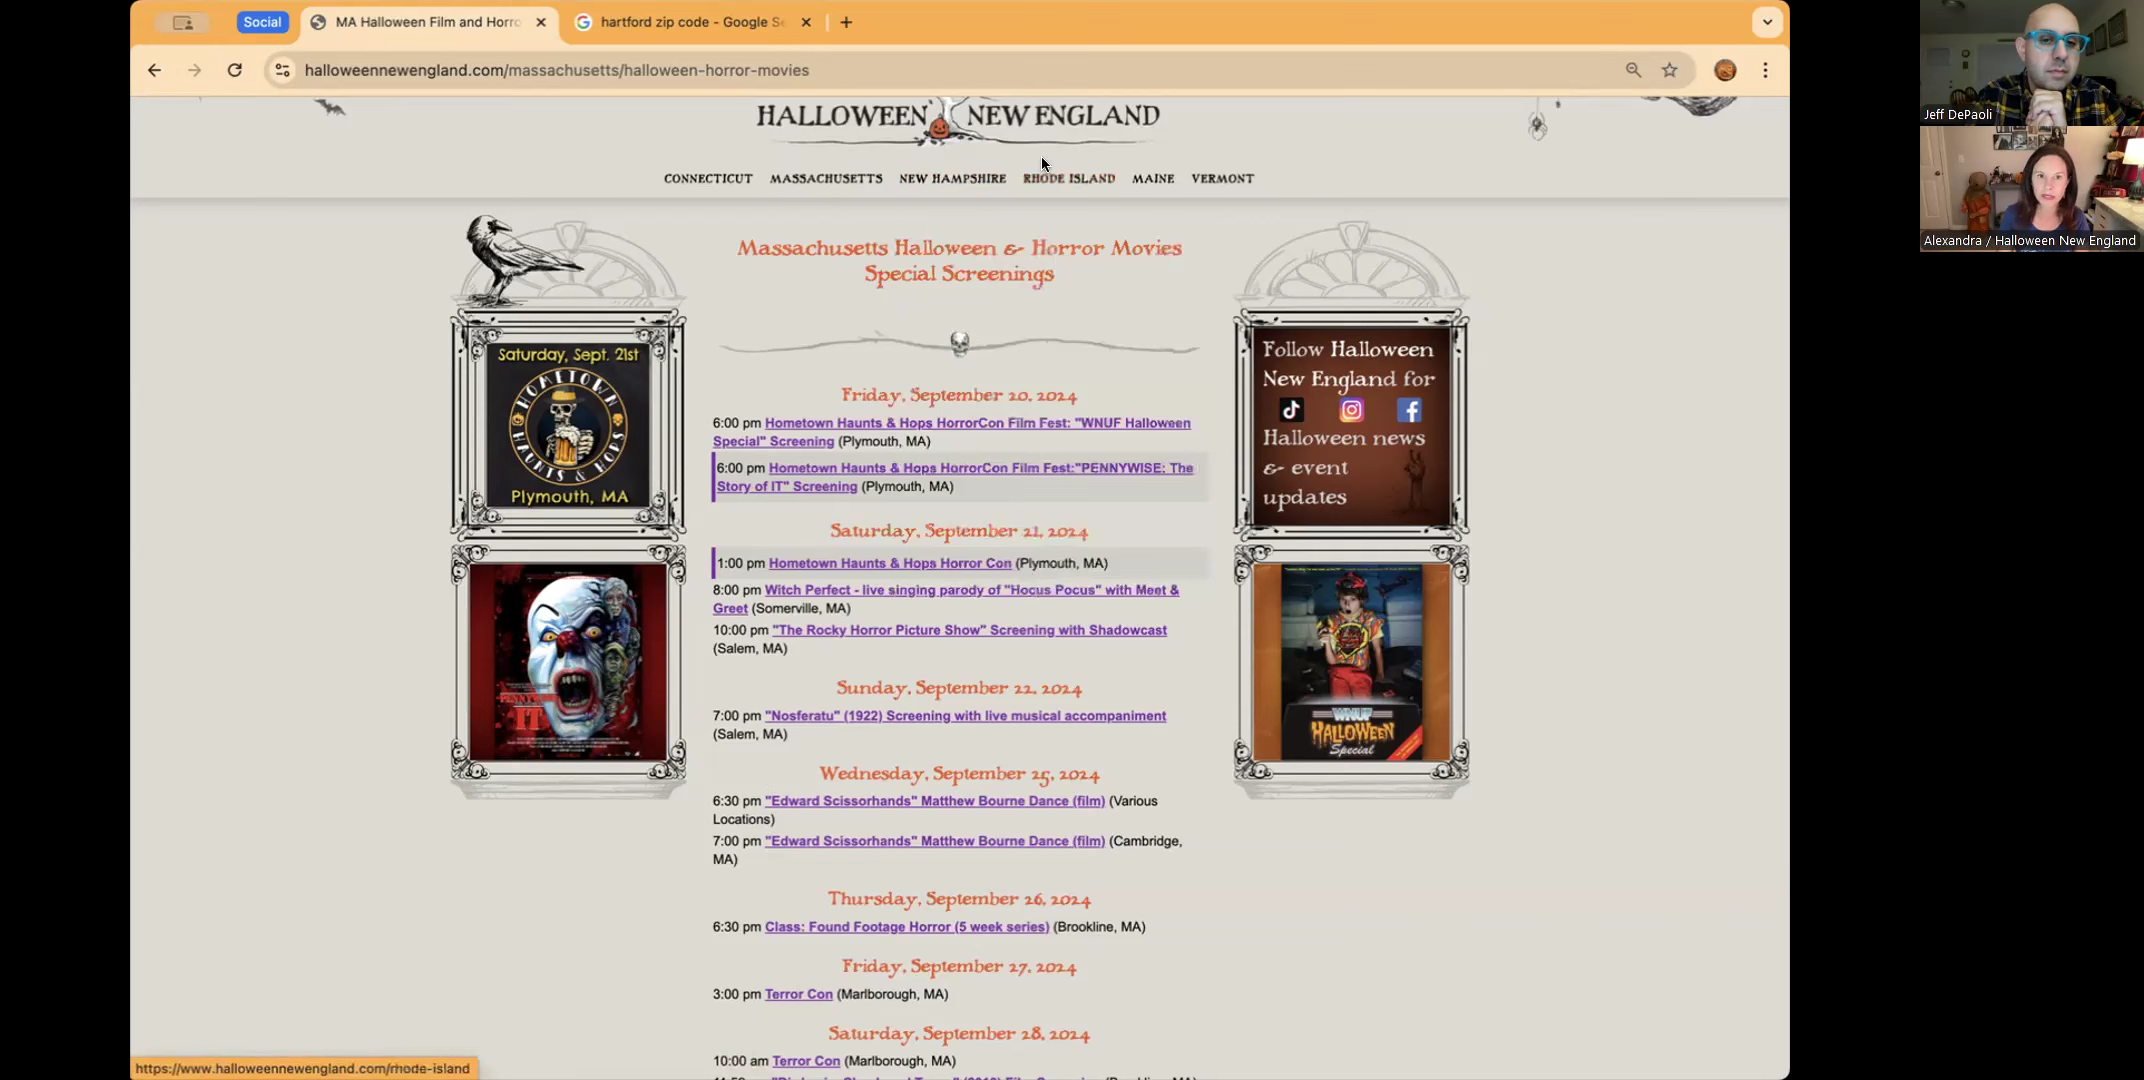 Social
MA Halloween Film and Horro
hartford zip code - Google Se
halloweennewengland.com/massachusetts/halloween-horror-movies
HALLOWEEN NEW ENGLAND
CONNECTICUT MASSACHUSETTS NEW HAMPSHIRE RHODE ISLAND MAINE VERMONT
Massachusetts Halloween & Horror Movies
Special Screenings
Saturday, Sept. 21st
HOMETOWN
HAUNTS & HOPS
Plymouth, MA
Follow Halloween
New England for
Halloween news
& event
updates
Friday, September 20, 2024
6:00 pm Hometown Haunts & Hops HorrorCon Film Fest: "WNUF Halloween
Special" Screening (Plymouth, MA)
6:00 pm Hometown Haunts & Hops HorrorCon Film Fest:"PENNYWISE: The
Story of IT" Screening (Plymouth, MA)
Saturday, September 21, 2024
1:00 pm Hometown Haunts & Hops Horror Con (Plymouth, MA)
8:00 pm Witch Perfect - live singing parody of "Hocus Pocus" with Meet &
Greet (Somerville, MA)
10:00 pm "The Rocky Horror Picture Show" Screening with Shadowcast
(Salem, MA)
Sunday, September 22, 2024
7:00 pm "Nosferatu" (1922) Screening with live musical accompaniment
(Salem, MA)
Wednesday, September 25, 2024
6:30 pm "Edward Scissorhands" Matthew Bourne Dance (film) (Various
Locations)
7:00 pm "Edward Scissorhands" Matthew Bourne Dance (film) (Cambridge,
MA)
Thursday, September 26, 2024
6:30 pm Class: Found Footage Horror (5 week series) (Brookline, MA)
Friday, September 27, 2024
3:00 pm Terror Con (Marlborough, MA)
Saturday, September 28, 2024
10:00 am Terror Con (Marlborough, MA)
PENNYWISE
IT
WNUF
HALLOWEEN
Special
https://www.halloweennewengland.com/rhode-island
Jeff DePaoli
Alexandra / Halloween New England